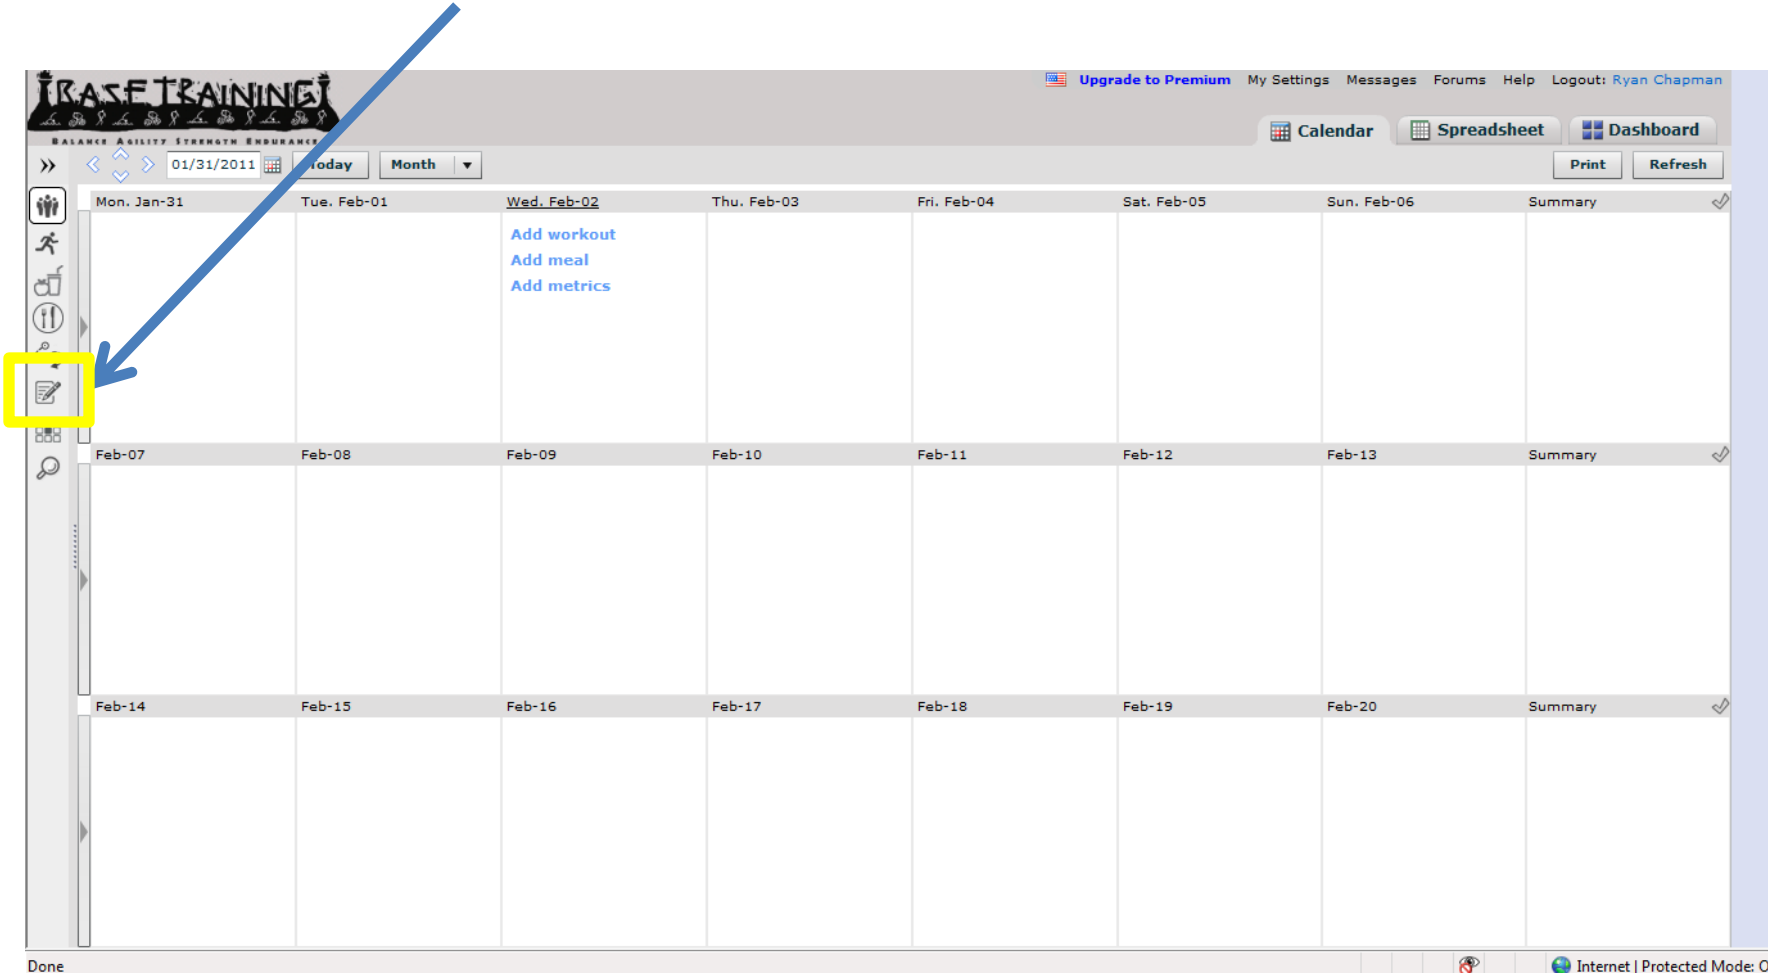 BASE TRAINING
BALANCE AGILITY STRENGTH ENDURANCE
Upgrade to Premium My Settings Messages Forums Help Logout: Ryan Chapman
Calendar Spreadsheet Dashboard
01/31/2011 Today Month Print Refresh
Mon. Jan-31 Tue. Feb-01 Wed. Feb-02 Thu. Feb-03 Fri. Feb-04 Sat. Feb-05 Sun. Feb-06 Summary
Add workout
Add meal
Add metrics
Feb-07 Feb-08 Feb-09 Feb-10 Feb-11 Feb-12 Feb-13 Summary
Feb-14 Feb-15 Feb-16 Feb-17 Feb-18 Feb-19 Feb-20 Summary
Done Internet | Protected Mode: O